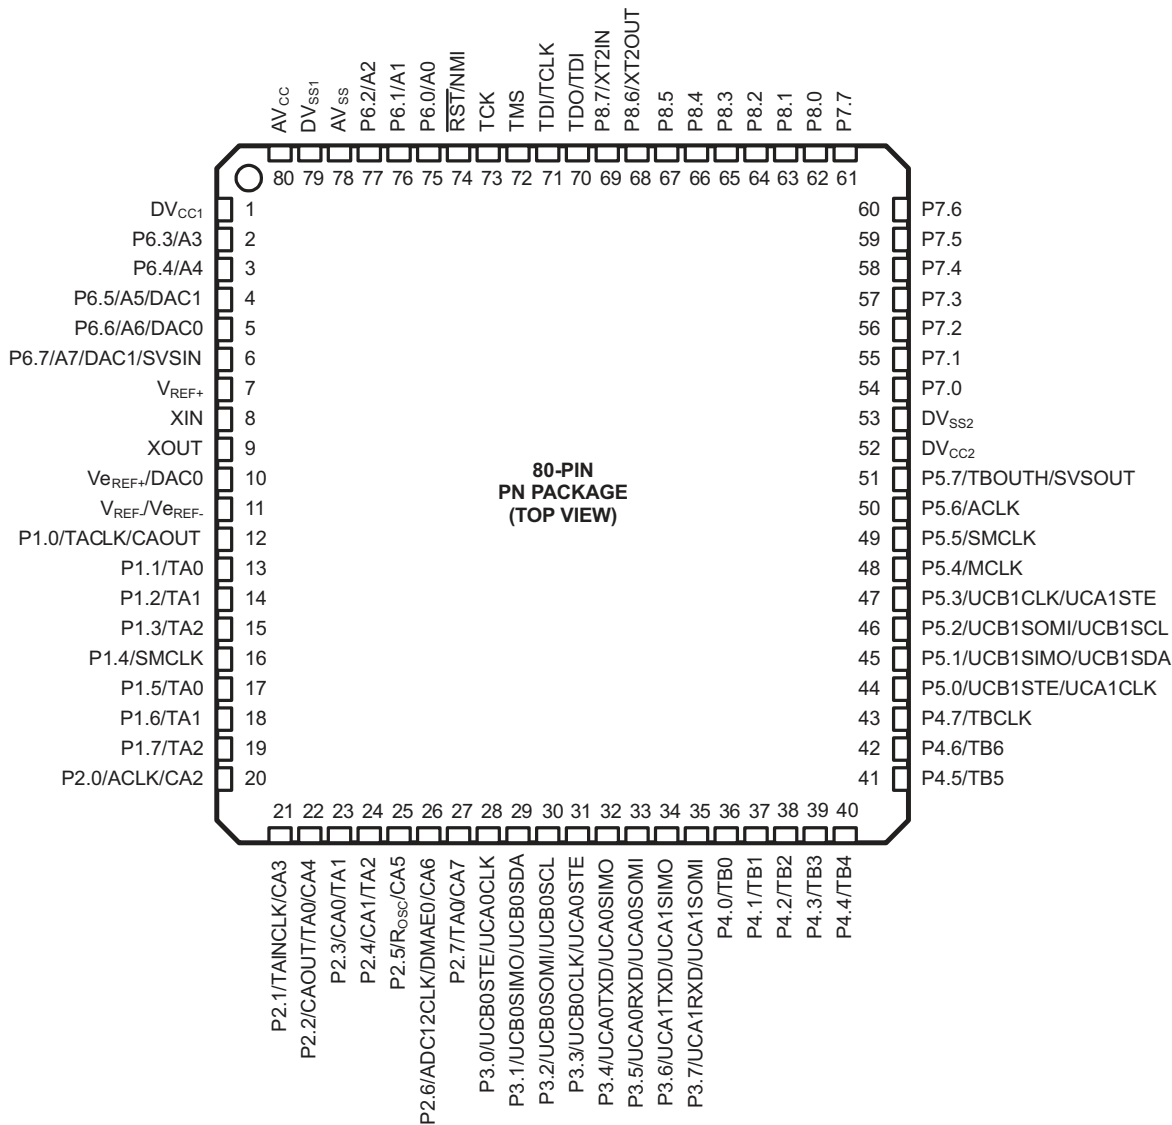 AVCC
DVSS1
AVSS
P6.2/A2
P6.1/A1
P6.0/A0
RST/NMI
TCK
TMS
TDI/TCLK
TDO/TDI
P8.7/XT2IN
P8.6/XT2OUT
P8.5
P8.4
P8.3
P8.2
P8.1
P8.0
P7.7
80 79 78 77 76 75 74 73 72 71 70 69 68 67 66 65 64 63 62 61
DVCC1 1
P6.3/A3 2
P6.4/A4 3
P6.5/A5/DAC1 4
P6.6/A6/DAC0 5
P6.7/A7/DAC1/SVSIN 6
VREF+ 7
XIN 8
XOUT 9
VeREF+/DAC0 10
VREF-/VeREF- 11
P1.0/TACLK/CAOUT 12
P1.1/TA0 13
P1.2/TA1 14
P1.3/TA2 15
P1.4/SMCLK 16
P1.5/TA0 17
P1.6/TA1 18
P1.7/TA2 19
P2.0/ACLK/CA2 20
80-PIN
PN PACKAGE
(TOP VIEW)
60 P7.6
59 P7.5
58 P7.4
57 P7.3
56 P7.2
55 P7.1
54 P7.0
53 DVSS2
52 DVCC2
51 P5.7/TBOUTH/SVSOUT
50 P5.6/ACLK
49 P5.5/SMCLK
48 P5.4/MCLK
47 P5.3/UCB1CLK/UCA1STE
46 P5.2/UCB1SOMI/UCB1SCL
45 P5.1/UCB1SIMO/UCB1SDA
44 P5.0/UCB1STE/UCA1CLK
43 P4.7/TBCLK
42 P4.6/TB6
41 P4.5/TB5
21 22 23 24 25 26 27 28 29 30 31 32 33 34 35 36 37 38 39 40
P2.1/TAINCLK/CA3
P2.2/CAOUT/TA0/CA4
P2.3/CA0/TA1
P2.4/CA1/TA2
P2.5/ROSC/CA5
P2.6/ADC12CLK/DMAE0/CA6
P2.7/TA0/CA7
P3.0/UCB0STE/UCA0CLK
P3.1/UCB0SIMO/UCB0SDA
P3.2/UCB0SOMI/UCB0SCL
P3.3/UCB0CLK/UCA0STE
P3.4/UCA0TXD/UCA0SIMO
P3.5/UCA0RXD/UCA0SOMI
P3.6/UCA1TXD/UCA1SIMO
P3.7/UCA1RXD/UCA1SOMI
P4.0/TB0
P4.1/TB1
P4.2/TB2
P4.3/TB3
P4.4/TB4